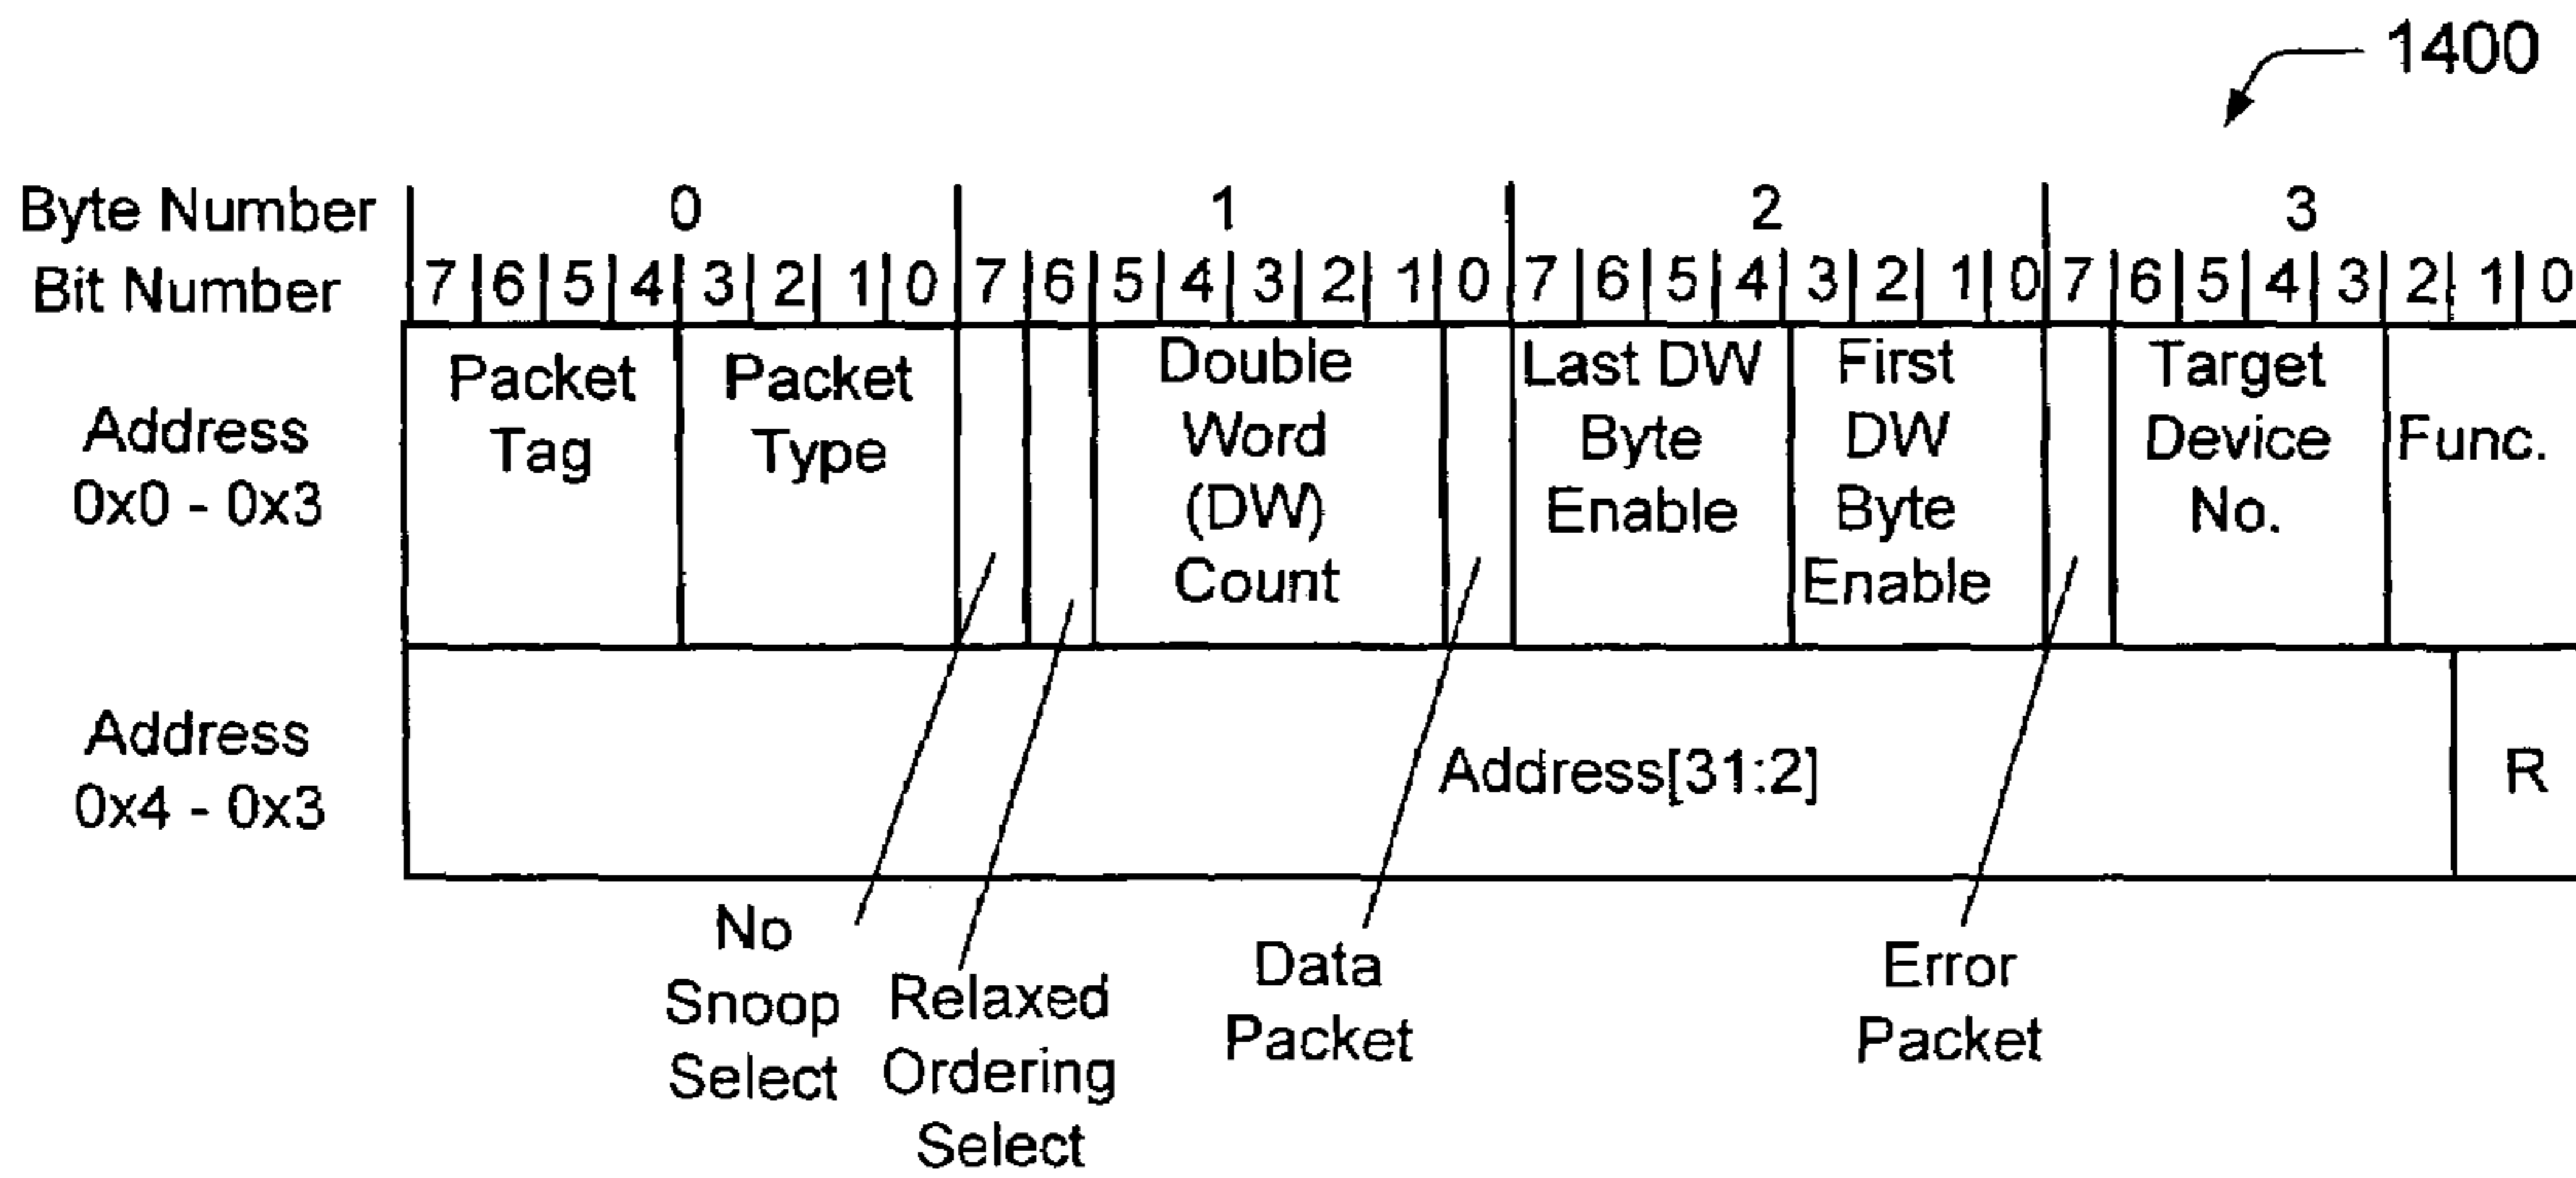 1400
Byte Number 0 1 2 3
Bit Number 7 6 5 4 3 2 1 0 7 6 5 4 3 2 1 0 7 6 5 4 3 2 1 0 7 6 5 4 3 2 1 0
Address
0x0 - 0x3
Packet
Tag
Packet
Type
Double
Word
(DW)
Count
Last DW
Byte
Enable
First
DW
Byte
Enable
Target
Device
No.
Func.
Address
0x4 - 0x3
Address[31:2]
R
No
Snoop
Select
Relaxed
Ordering
Select
Data
Packet
Error
Packet